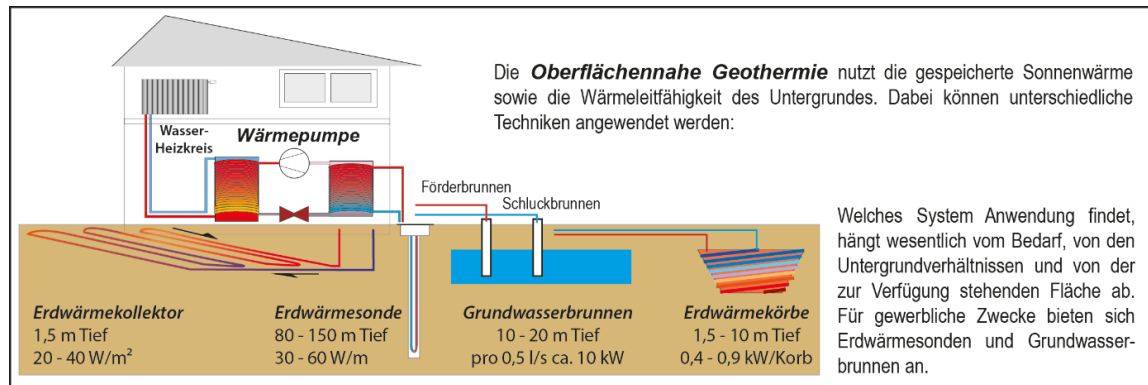 Die Oberflächennahe Geothermie nutzt die gespeicherte Sonnenwärme
sowie die Wärmeleitfähigkeit des Untergrundes. Dabei können unterschiedliche
Techniken angewendet werden:
Wasser-
Heizkreis
Wärmepumpe
Förderbrunnen
Schluckbrunnen
Erdwärmekollektor
1,5 m Tief
20 - 40 W/m²
Erdwärmesonde
80 - 150 m Tief
30 - 60 W/m
Grundwasserbrunnen
10 - 20 m Tief
pro 0,5 l/s ca. 10 kW
Erdwärmekörbe
1,5 - 10 m Tief
0,4 - 0,9 kW/Korb
Welches System Anwendung findet,
hängt wesentlich vom Bedarf, von den
Untergrundverhältnissen und von der
zur Verfügung stehenden Fläche ab.
Für gewerbliche Zwecke bieten sich
Erdwärmesonden und Grundwasser-
brunnen an.